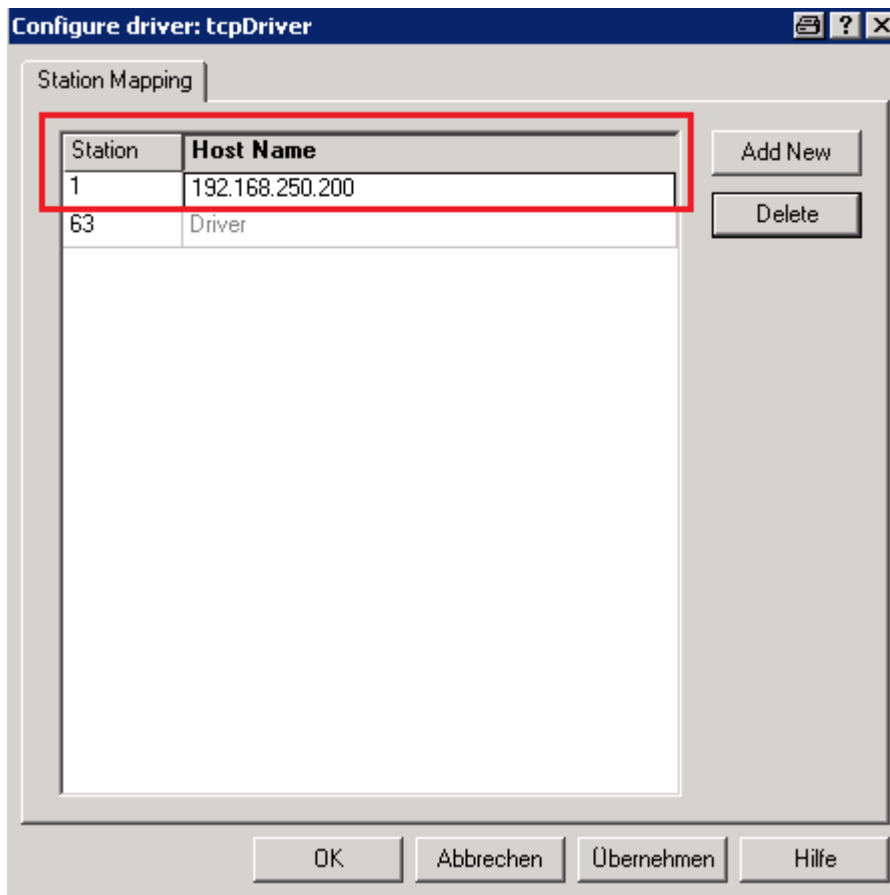 Configure driver: tcpDriver
Station Mapping
Station Host Name
1 192.168.250.200
63 Driver
Add New
Delete
OK Abbrechen Übernehmen Hilfe